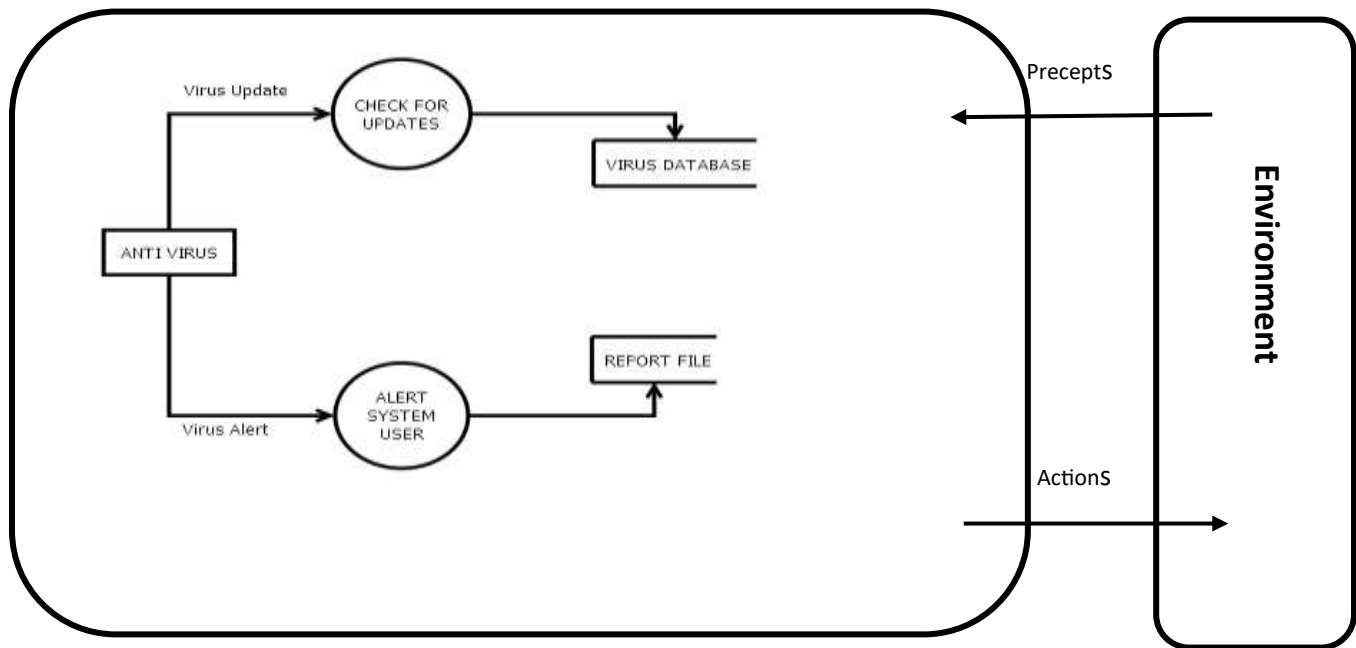 Virus Update
CHECK FOR
UPDATES
VIRUS DATABASE
ANTI VIRUS
REPORT FILE
ALERT
SYSTEM
USER
Virus Alert
Precepts
Actions
Environment